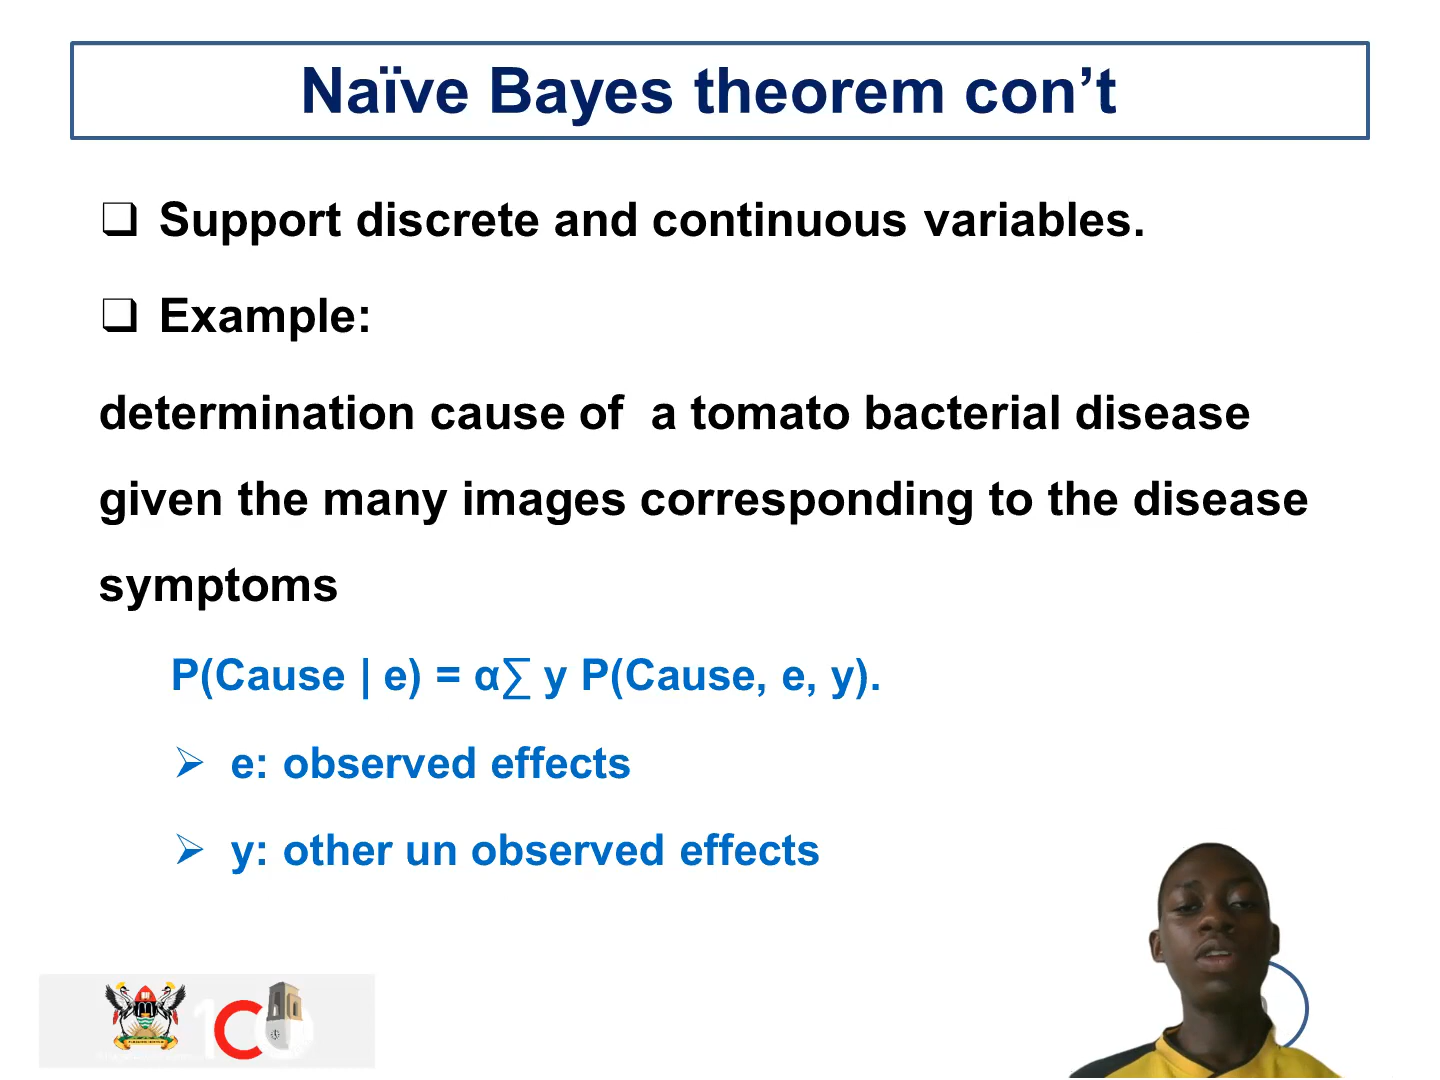 Naïve Bayes theorem con’t
❑ Support discrete and continuous variables.
❑ Example:
determination cause of  a tomato bacterial disease
given the many images corresponding to the disease
symptoms
P(Cause | e) = α∑ y P(Cause, e, y).
➢ e: observed effects
➢ y: other un observed effects
100